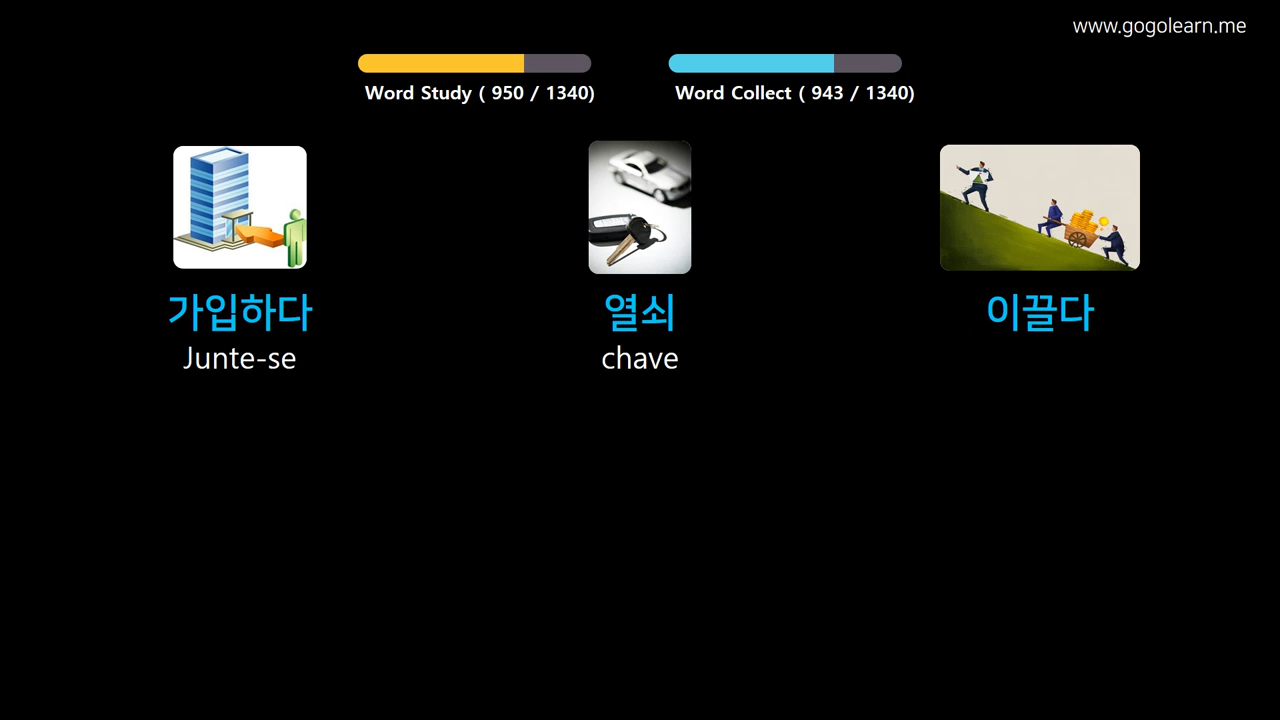 www.gogolearn.me
Word Study ( 950 / 1340)
Word Collect ( 943 / 1340)
가입하다
Junte-se
열쇠
chave
이끌다